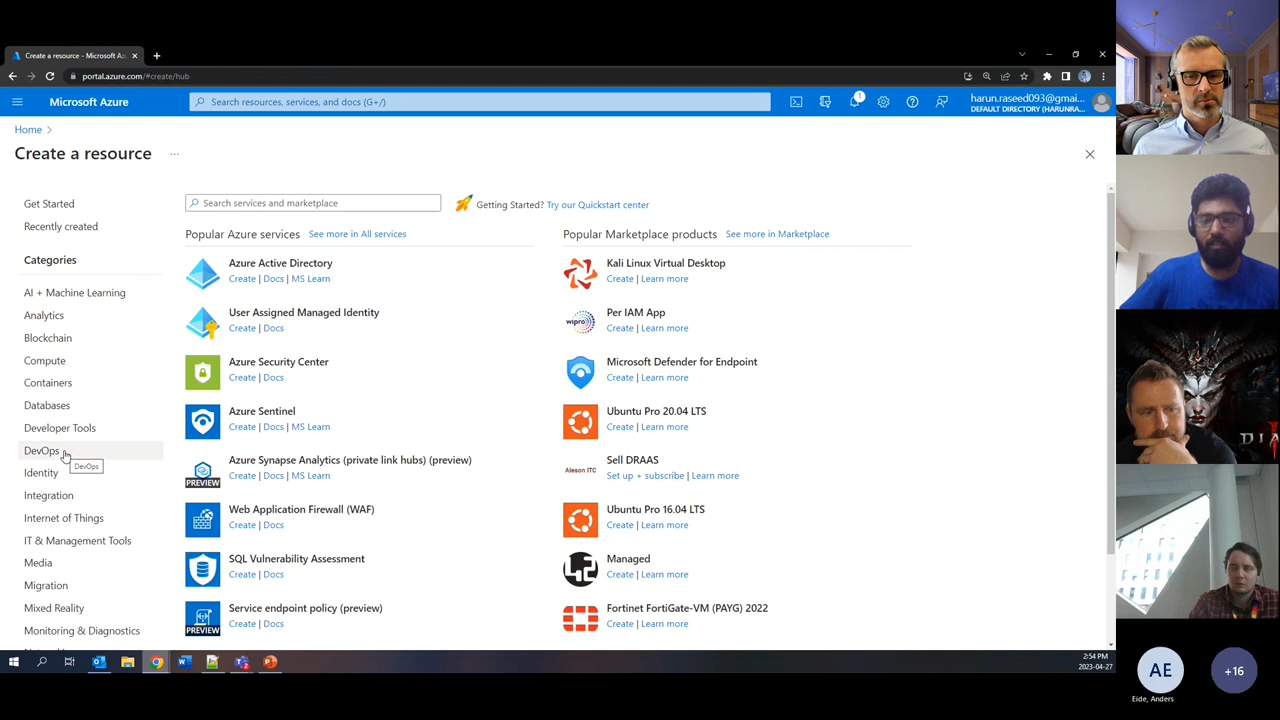 Create a resource - Microsoft Az
portal.azure.com/#create/hub
Microsoft Azure
Search resources, services, and docs (G+/)
1
harun.raseed093@gmai...
DEFAULT DIRECTORY (HARUNRA...
Home
Create a resource
...
Get Started
Recently created
Categories
AI + Machine Learning
Analytics
Blockchain
Compute
Containers
Databases
Developer Tools
DevOps
DevOps
Identity
Integration
Internet of Things
IT & Management Tools
Media
Migration
Mixed Reality
Monitoring & Diagnostics
Search services and marketplace
Getting Started? Try our Quickstart center
Popular Azure services See more in All services
Azure Active Directory
Create | Docs | MS Learn
User Assigned Managed Identity
Create | Docs
Azure Security Center
Create | Docs
Azure Sentinel
Create | Docs | MS Learn
Azure Synapse Analytics (private link hubs) (preview)
Create | Docs | MS Learn
PREVIEW
Web Application Firewall (WAF)
Create | Docs
SQL Vulnerability Assessment
Create | Docs
Service endpoint policy (preview)
Create | Docs
PREVIEW
Popular Marketplace products See more in Marketplace
Kali Linux Virtual Desktop
Create | Learn more
wipro
Per IAM App
Create | Learn more
Microsoft Defender for Endpoint
Create | Learn more
Ubuntu Pro 20.04 LTS
Create | Learn more
Aleson ITC
Sell DRAAS
Set up + subscribe | Learn more
Ubuntu Pro 16.04 LTS
Create | Learn more
42
Managed
Create | Learn more
Fortinet FortiGate-VM (PAYG) 2022
Create | Learn more
2:54 PM
2023-04-27
DIA
AE
Eide, Anders
+16